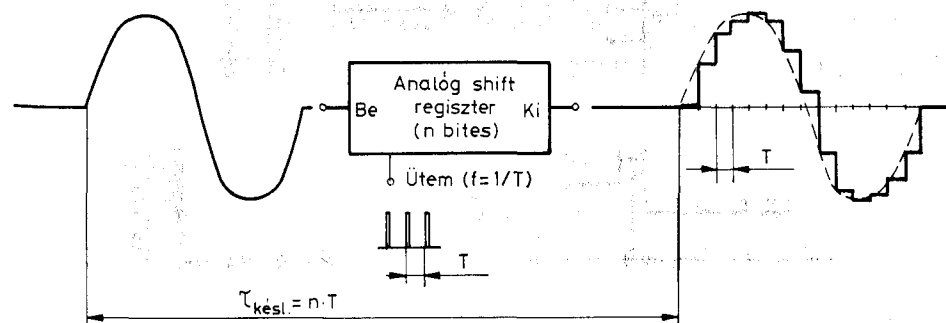 Analóg shift
regiszter
(n bites)
Be
Ki
Ütem (f=1/T)
T
T
τkésl.= n·T